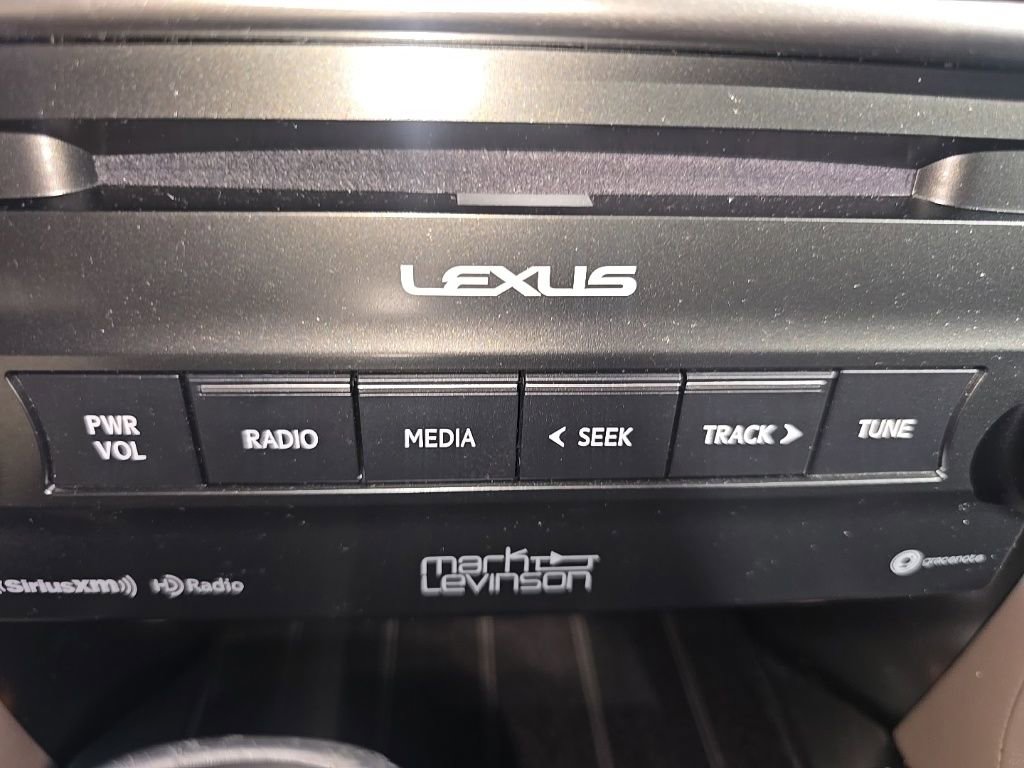 LEXUS
PWR
VOL
RADIO
MEDIA
< SEEK
TRACK >
TUNE
SiriusXM
HD Radio
mark
Levinson
gracenote